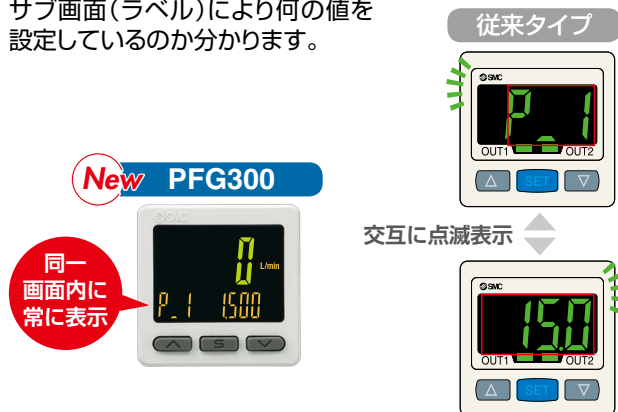 サブ画面（ラベル）により何の値を
設定しているのか分かります。
従来タイプ
SMC
P_1
OUT1 OUT2
SET
New PFG300
SMC
0 L/min
P_1 1500
S
同一
画面内に
常に表示
交互に点滅表示
SMC
15.0
OUT1 OUT2
SET